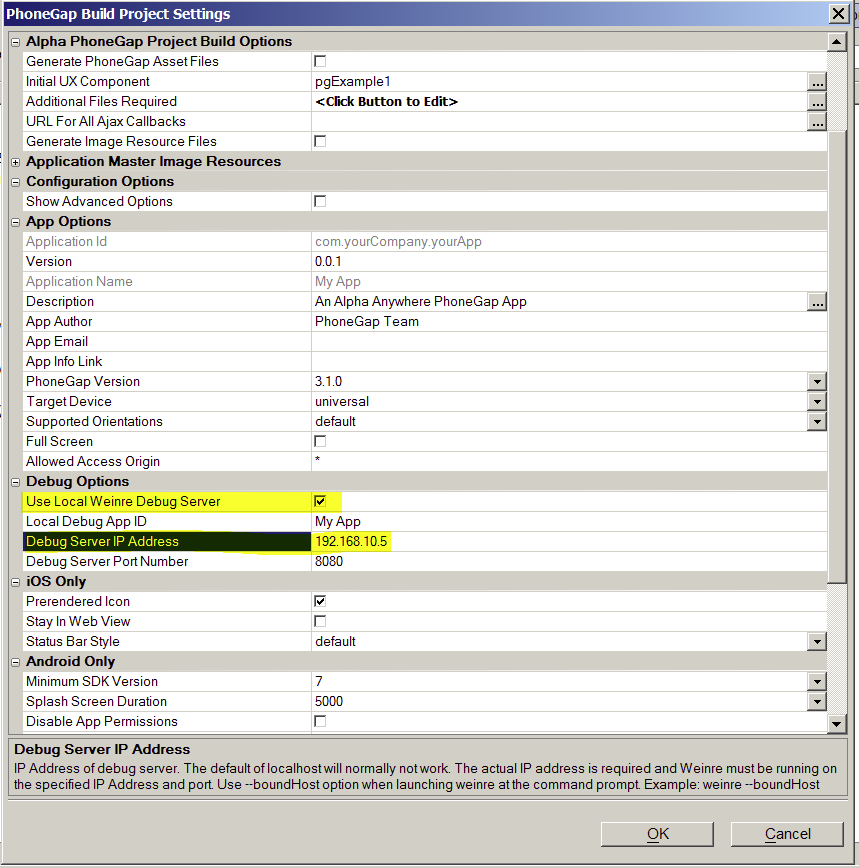 PhoneGap Build Project Settings
Alpha PhoneGap Project Build Options
Generate PhoneGap Asset Files
Initial UX Component pgExample1 ...
Additional Files Required <Click Button to Edit> ...
URL For All Ajax Callbacks ...
Generate Image Resource Files
Application Master Image Resources
Configuration Options
Show Advanced Options
App Options
Application Id com.yourCompany.yourApp
Version 0.0.1
Application Name My App
Description An Alpha Anywhere PhoneGap App ...
App Author PhoneGap Team
App Email
App Info Link
PhoneGap Version 3.1.0
Target Device universal
Supported Orientations default
Full Screen
Allowed Access Origin *
Debug Options
Use Local Weinre Debug Server
Local Debug App ID My App
Debug Server IP Address 192.168.10.5
Debug Server Port Number 8080
iOS Only
Prerendered Icon
Stay In Web View
Status Bar Style default
Android Only
Minimum SDK Version 7
Splash Screen Duration 5000
Disable App Permissions
Debug Server IP Address
IP Address of debug server. The default of localhost will normally not work. The actual IP address is required and Weinre must be running on
the specified IP Address and port. Use --boundHost option when launching weinre at the command prompt. Example: weinre --boundHost
OK Cancel